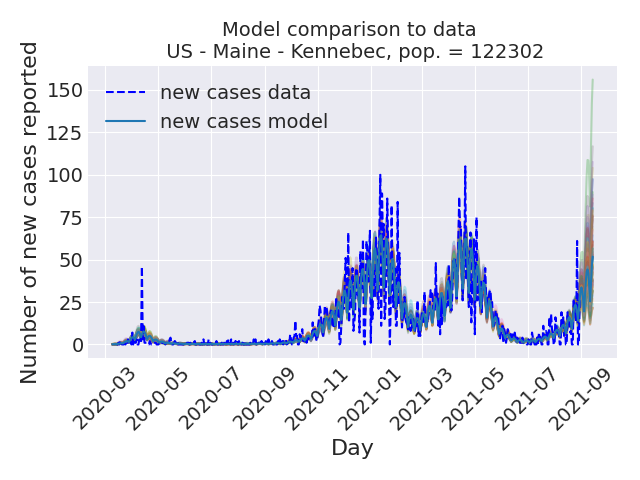 Model comparison to data
US - Maine - Kennebec, pop. = 122302
Number of new cases reported
150
125
100
75
50
25
0
new cases data
new cases model
2020-03
2020-05
2020-07
2020-09
2020-11
2021-01
2021-03
2021-05
2021-07
2021-09
Day